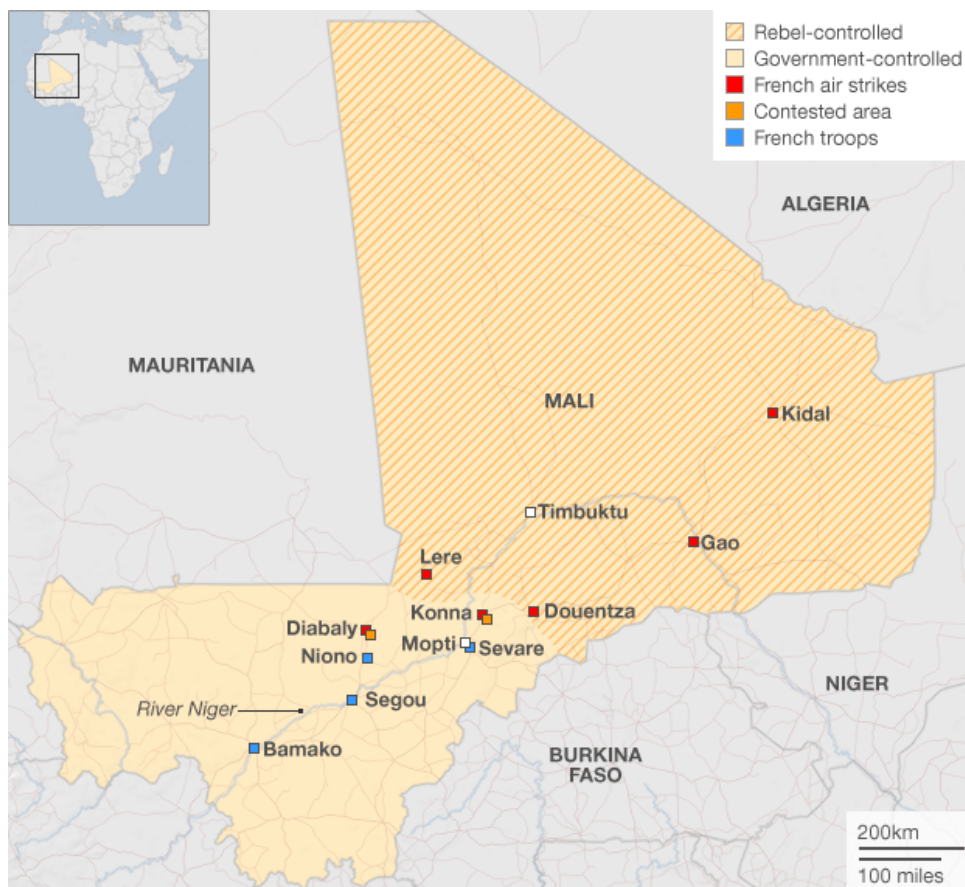 Rebel-controlled
Government-controlled
French air strikes
Contested area
French troops
ALGERIA
MAURITANIA
MALI
Kidal
Timbuktu
Gao
Lere
Konna
Douentza
Diabaly
Mopti
Sevare
Niono
NIGER
Segou
River Niger
Bamako
BURKINA
FASO
200km
100 miles